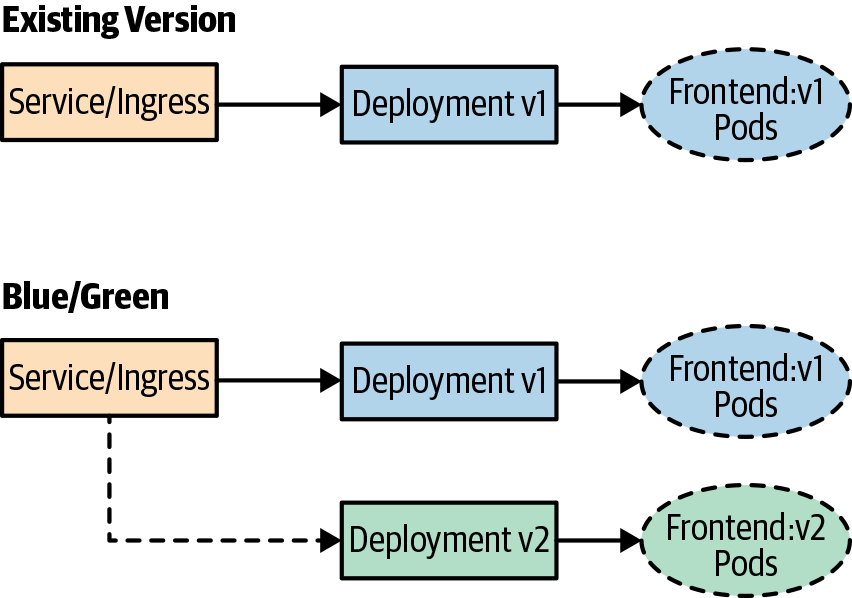 Existing Version
Service/Ingress
Deployment v1
Frontend:v1
Pods
Blue/Green
Service/Ingress
Deployment v1
Frontend:v1
Pods
Deployment v2
Frontend:v2
Pods